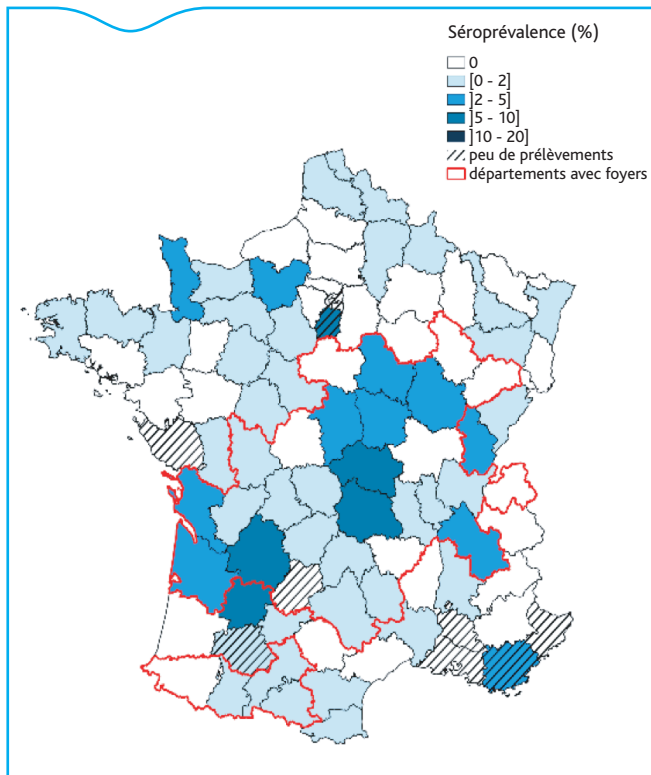 Séroprévalence (%)
0
[0 - 2]
]2 - 5]
]5 - 10]
]10 - 20]
peu de prélèvements
départements avec foyers